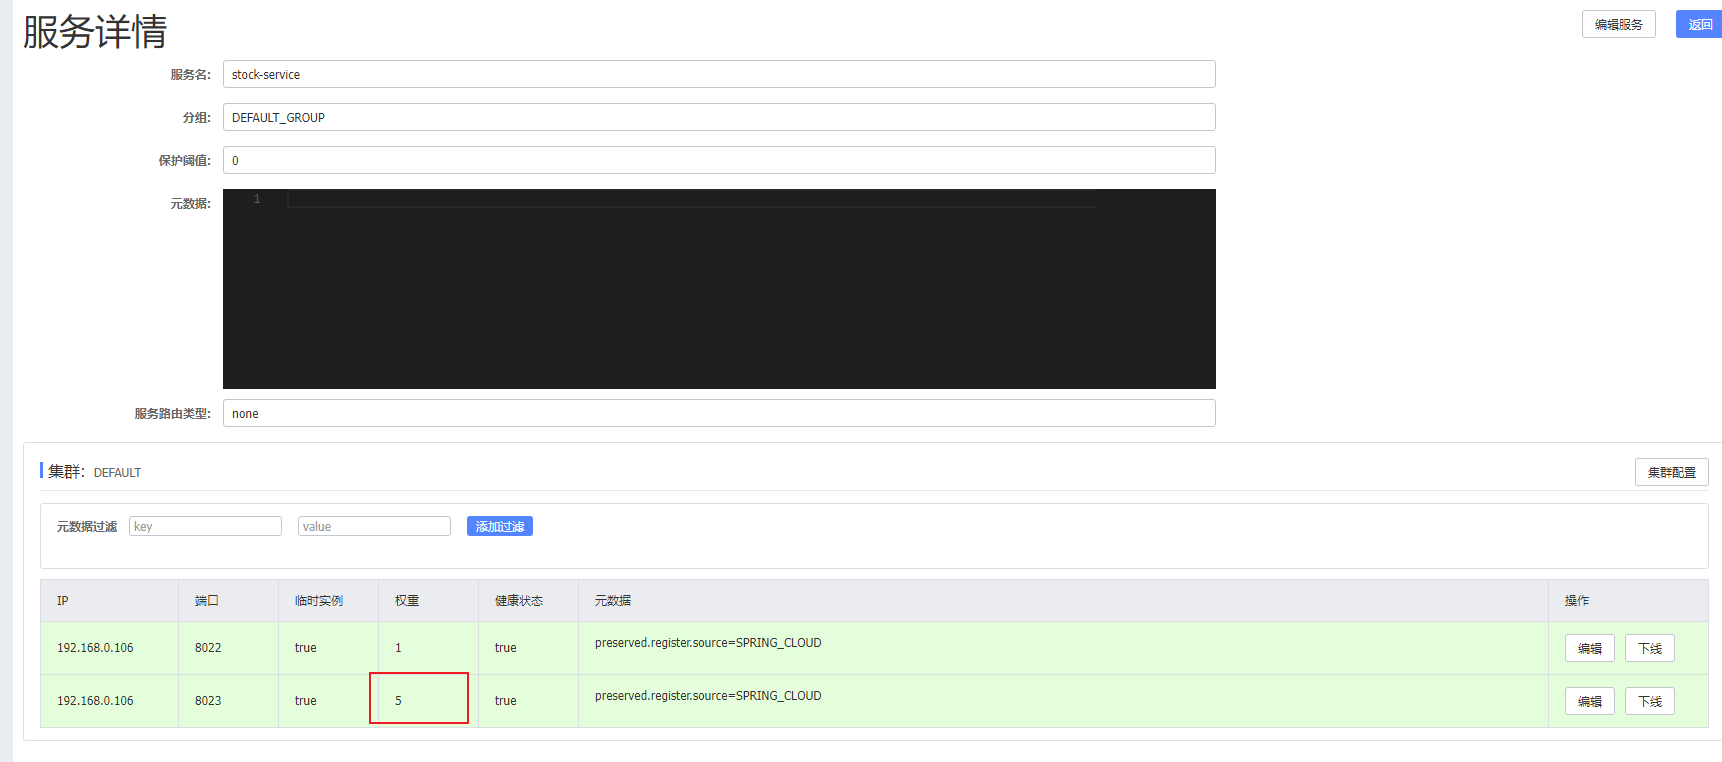 服务详情
编辑服务 返回
服务名: stock-service
分组: DEFAULT_GROUP
保护阈值: 0
元数据: 1
服务路由类型: none
集群: DEFAULT 集群配置
元数据过滤 key value 添加过滤
IP 端口 临时实例 权重 健康状态 元数据 操作
192.168.0.106 8022 true 1 true preserved.register.source=SPRING_CLOUD 编辑 下线
192.168.0.106 8023 true 5 true preserved.register.source=SPRING_CLOUD 编辑 下线